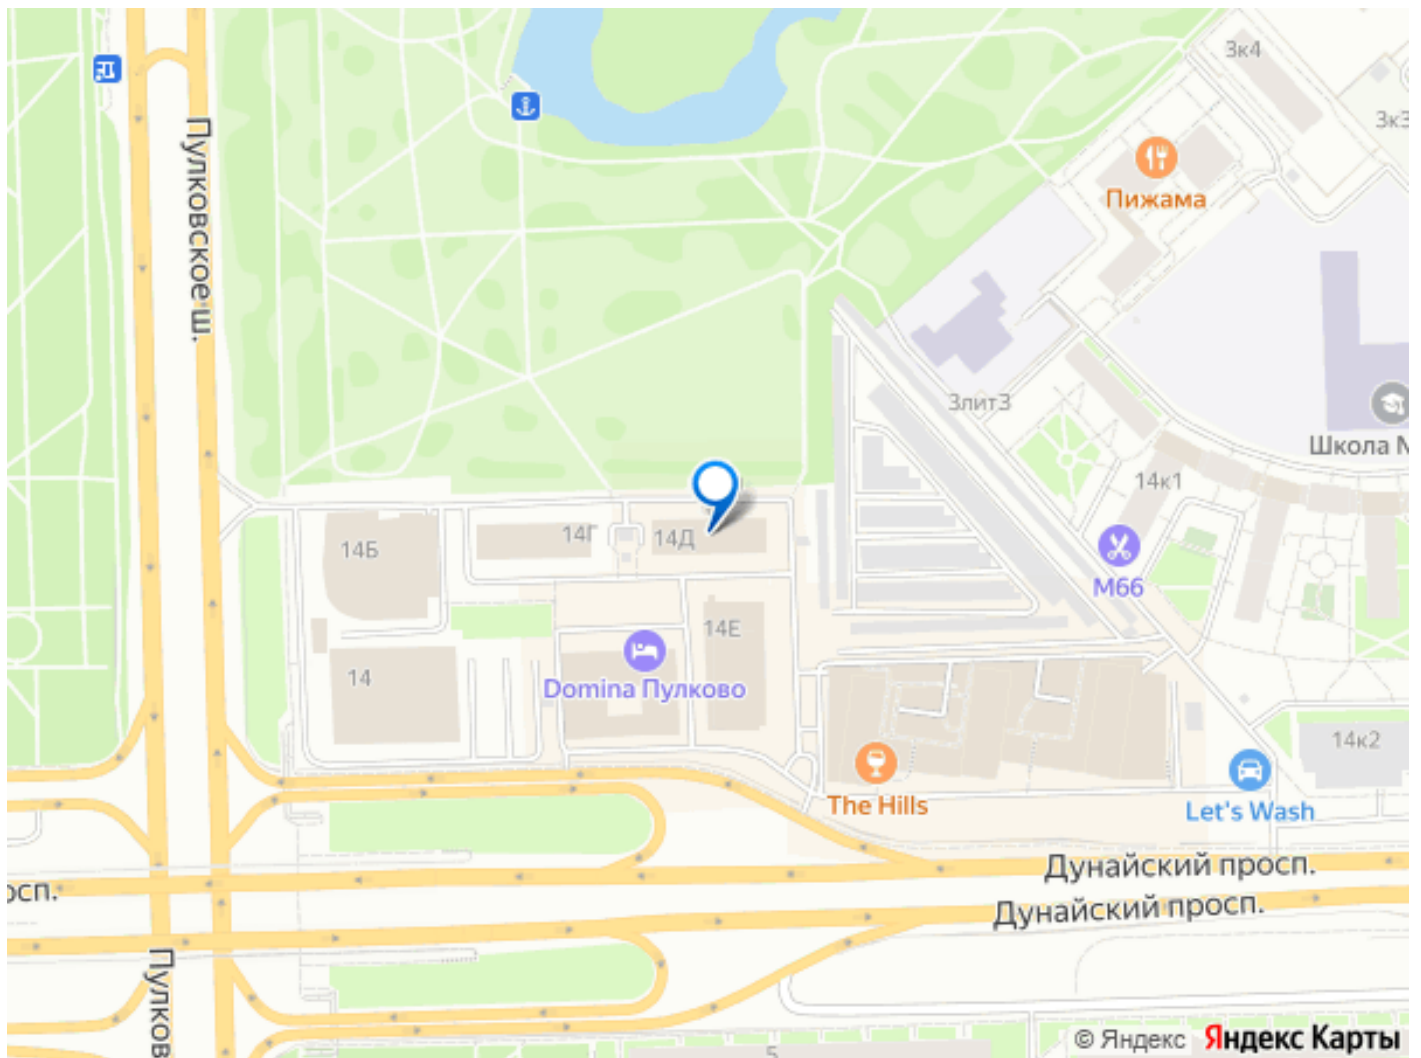 3к4
3к3
Пулковское ш.
Пижама
3лит3
Школа N
14к1
14Б
14Г
14Д
М66
14Е
14
Domina Пулково
14к2
The Hills
Let's Wash
Дунайский просп.
осп.
Дунайский просп.
Пулков
5
© Яндекс Яндекс Карты